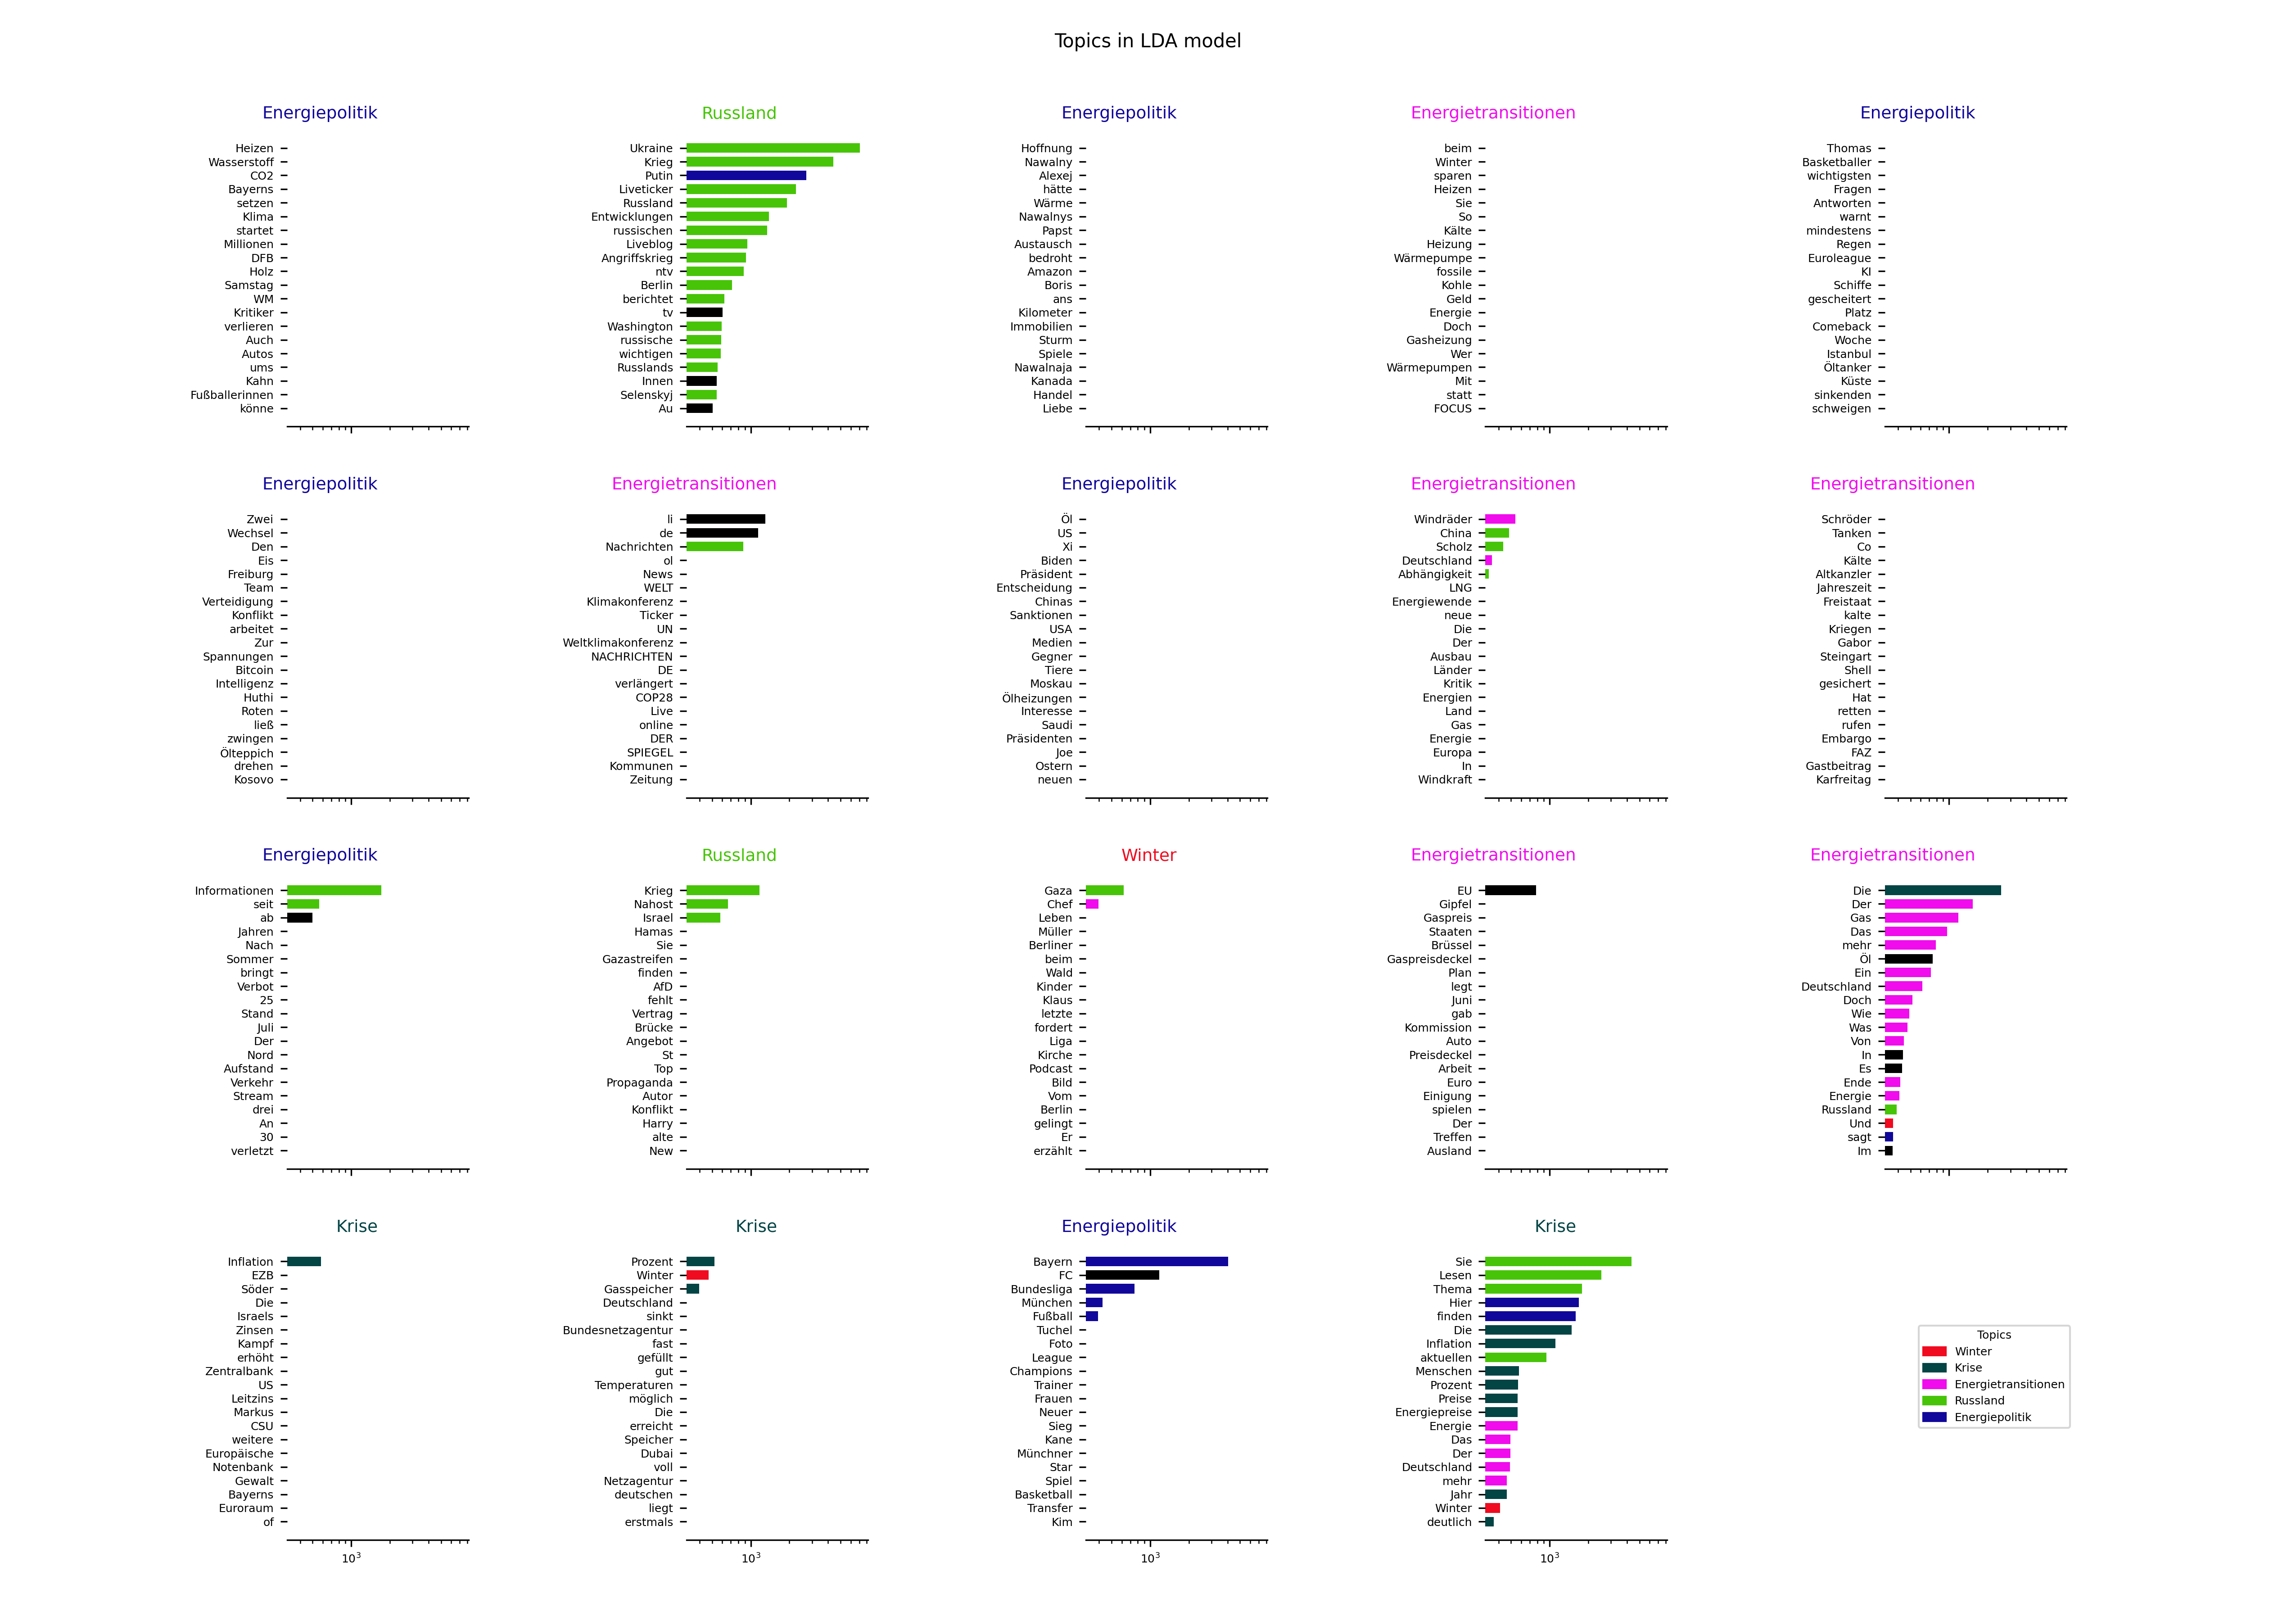 Topics in LDA model
Energiepolitik
Heizen
Wasserstoff
CO2
Bayerns
setzen
Klima
startet
Millionen
DFB
Holz
Samstag
WM
Kritiker
verlieren
Auch
Autos
ums
Kahn
Fußballerinnen
könne
Russland
Ukraine
Krieg
Putin
Liveticker
Russland
Entwicklungen
russischen
Liveblog
Angriffskrieg
ntv
Berlin
berichtet
tv
Washington
russische
wichtigen
Russlands
Innen
Selenskyj
Au
Energiepolitik
Hoffnung
Nawalny
Alexej
hätte
Wärme
Nawalnys
Papst
Austausch
bedroht
Amazon
Boris
ans
Kilometer
Immobilien
Sturm
Spiele
Nawalnaja
Kanada
Handel
Liebe
Energietransitionen
beim
Winter
sparen
Heizen
Sie
So
Kälte
Heizung
Wärmepumpe
fossile
Kohle
Geld
Energie
Doch
Gasheizung
Wer
Wärmepumpen
Mit
statt
FOCUS
Energiepolitik
Thomas
Basketballer
wichtigsten
Fragen
Antworten
warnt
mindestens
Regen
Euroleague
KI
Schiffe
gescheitert
Platz
Comeback
Woche
Istanbul
Öltanker
Küste
sinkenden
schweigen
Energiepolitik
Zwei
Wechsel
Den
Eis
Freiburg
Team
Verteidigung
Konflikt
arbeitet
Zur
Spannungen
Bitcoin
Intelligenz
Huthi
Roten
ließ
zwingen
Ölteppich
drehen
Kosovo
Energietransitionen
li
de
Nachrichten
ol
News
WELT
Klimakonferenz
Ticker
UN
Weltklimakonferenz
NACHRICHTEN
DE
verlängert
COP28
Live
online
DER
SPIEGEL
Kommunen
Zeitung
Energiepolitik
Öl
US
Xi
Biden
Präsident
Entscheidung
Chinas
Sanktionen
USA
Medien
Gegner
Tiere
Moskau
Ölheizungen
Interesse
Saudi
Präsidenten
Joe
Ostern
neuen
Energietransitionen
Windräder
China
Scholz
Deutschland
Abhängigkeit
LNG
Energiewende
neue
Die
Der
Ausbau
Länder
Kritik
Energien
Land
Gas
Energie
Europa
In
Windkraft
Energietransitionen
Schröder
Tanken
Co
Kälte
Altkanzler
Jahreszeit
Freistaat
kalte
Kriegen
Gabor
Steingart
Shell
gesichert
Hat
retten
rufen
Embargo
FAZ
Gastbeitrag
Karfreitag
Energiepolitik
Informationen
seit
ab
Jahren
Nach
Sommer
bringt
Verbot
25
Stand
Juli
Der
Nord
Aufstand
Verkehr
Stream
drei
An
30
verletzt
Russland
Krieg
Nahost
Israel
Hamas
Sie
Gazastreifen
finden
AfD
fehlt
Vertrag
Brücke
Angebot
St
Top
Propaganda
Autor
Konflikt
Harry
alte
New
Winter
Gaza
Chef
Leben
Müller
Berliner
beim
Wald
Kinder
Klaus
letzte
fordert
Liga
Kirche
Podcast
Bild
Vom
Berlin
gelingt
Er
erzählt
Energietransitionen
EU
Gipfel
Gaspreis
Staaten
Brüssel
Gaspreisdeckel
Plan
legt
Juni
gab
Kommission
Auto
Preisdeckel
Arbeit
Euro
Einigung
spielen
Der
Treffen
Ausland
Energietransitionen
Die
Der
Gas
Das
mehr
Öl
Ein
Deutschland
Doch
Wie
Was
Von
In
Es
Ende
Energie
Russland
Und
sagt
Im
Krise
Inflation
EZB
Söder
Die
Israels
Zinsen
Kampf
erhöht
Zentralbank
US
Leitzins
Markus
CSU
weitere
Europäische
Notenbank
Gewalt
Bayerns
Euroraum
of
10³
Krise
Prozent
Winter
Gasspeicher
Deutschland
sinkt
Bundesnetzagentur
fast
gefüllt
gut
Temperaturen
möglich
Die
erreicht
Speicher
Dubai
voll
Netzagentur
deutschen
liegt
erstmals
10³
Energiepolitik
Bayern
FC
Bundesliga
München
Fußball
Tuchel
Foto
League
Champions
Trainer
Frauen
Neuer
Sieg
Kane
Münchner
Star
Spiel
Basketball
Transfer
Kim
10³
Krise
Sie
Lesen
Thema
Hier
finden
Die
Inflation
aktuellen
Menschen
Prozent
Preise
Energiepreise
Energie
Das
Der
Deutschland
mehr
Jahr
Winter
deutlich
10³
Topics
Winter
Krise
Energietransitionen
Russland
Energiepolitik